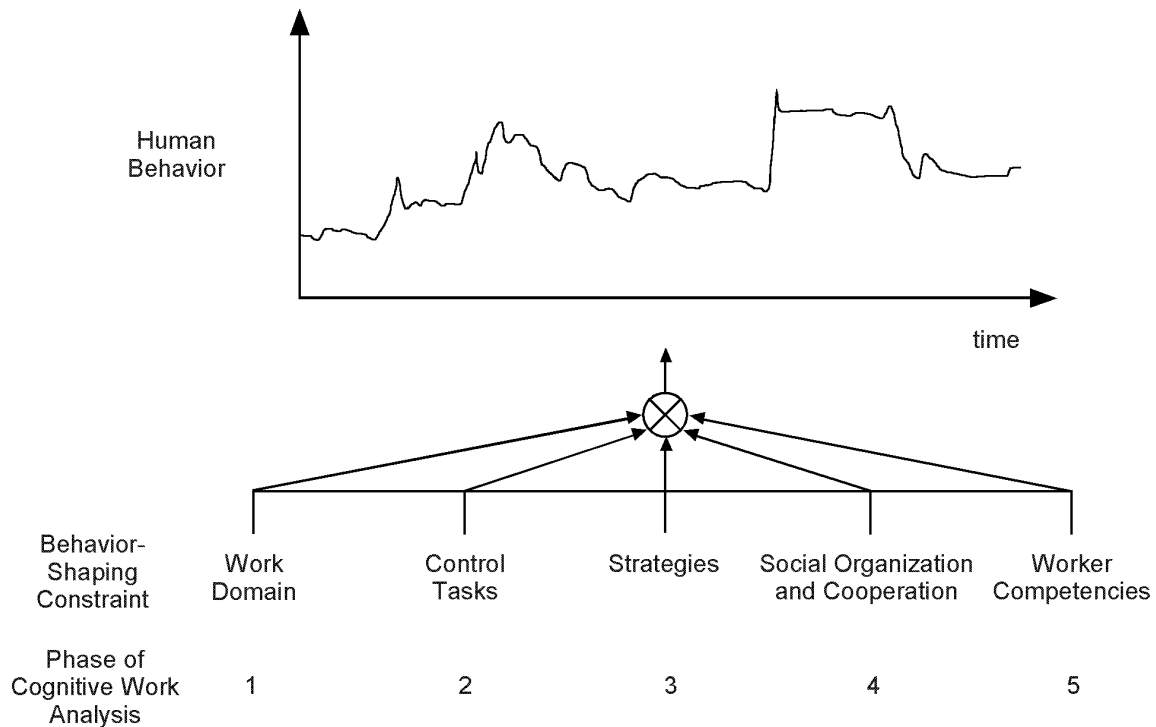 Human
Behavior
time
Behavior-
Shaping
Constraint
Work
Domain
Control
Tasks
Strategies
Social Organization
and Cooperation
Worker
Competencies
Phase of
Cognitive Work
Analysis
1
2
3
4
5